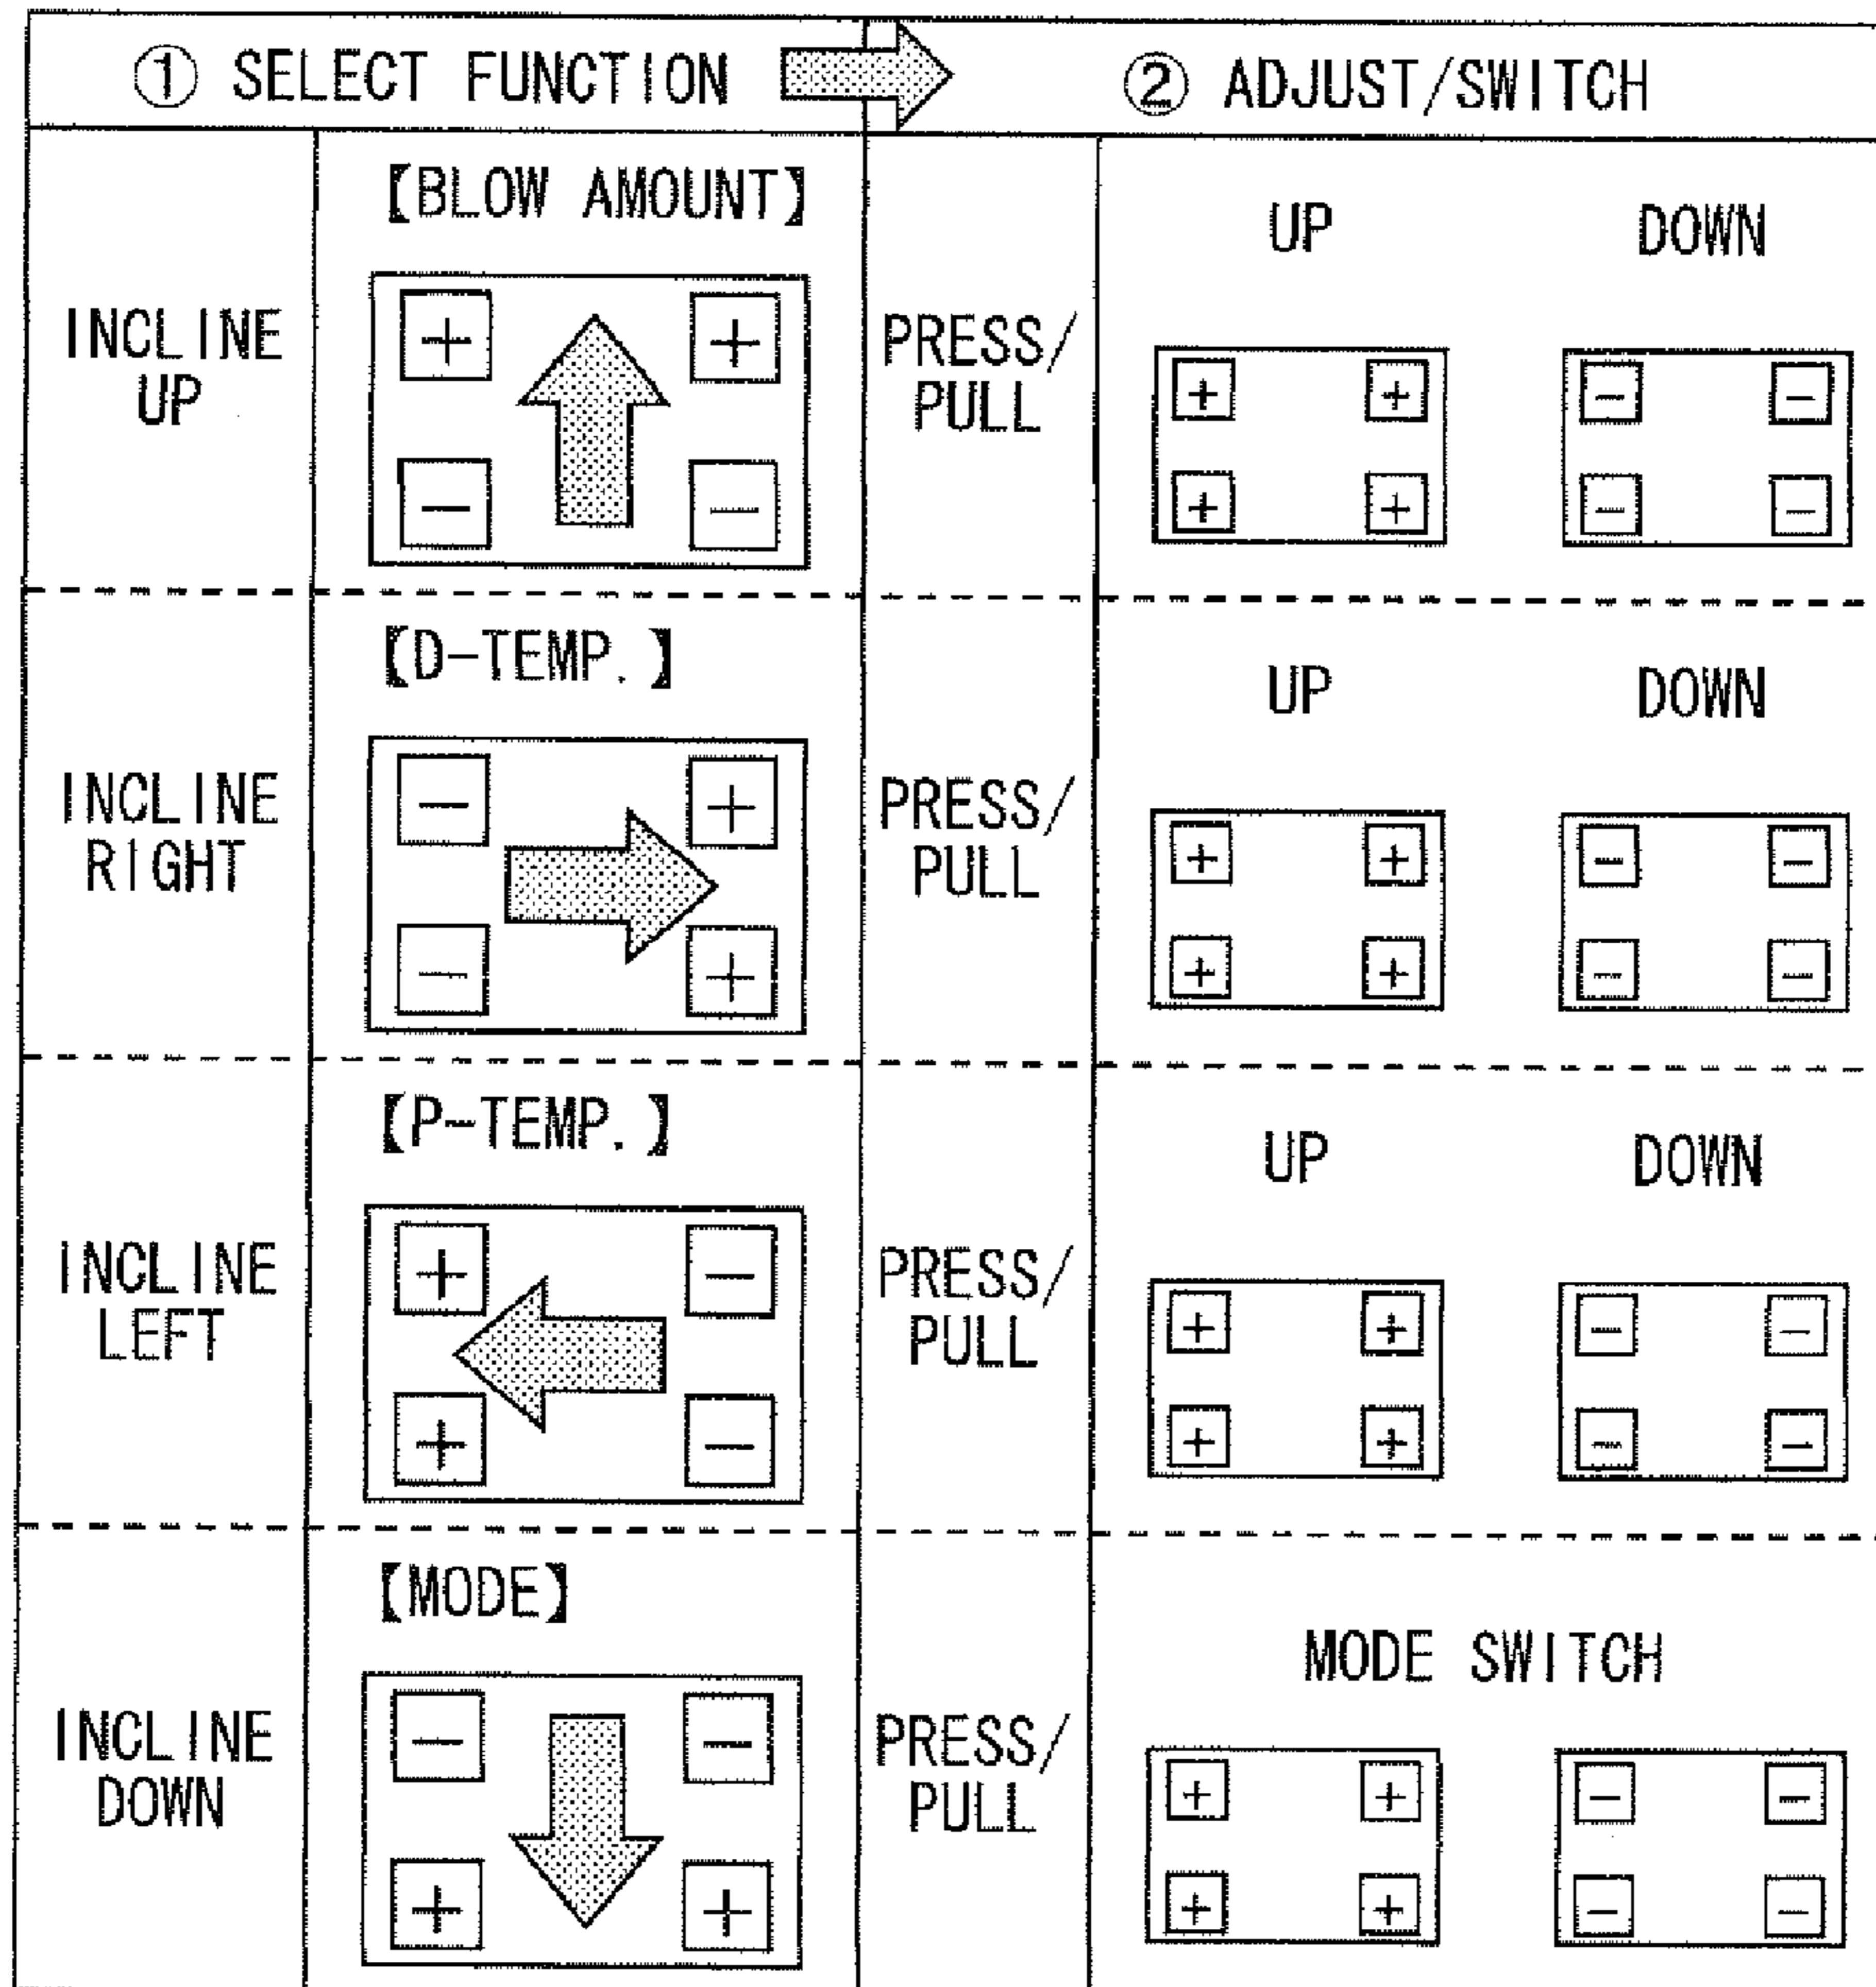 ① SELECT FUNCTION
② ADJUST/SWITCH
INCLINE
UP
【BLOW AMOUNT】
+ +
- -
PRESS/
PULL
UP DOWN
+ + - -
+ + - -
INCLINE
RIGHT
【D-TEMP.】
- +
- +
PRESS/
PULL
UP DOWN
+ + - -
+ + - -
INCLINE
LEFT
【P-TEMP.】
+ -
+ -
PRESS/
PULL
UP DOWN
+ + - -
+ + - -
INCLINE
DOWN
【MODE】
- -
+ +
PRESS/
PULL
MODE SWITCH
+ + - -
+ + - -